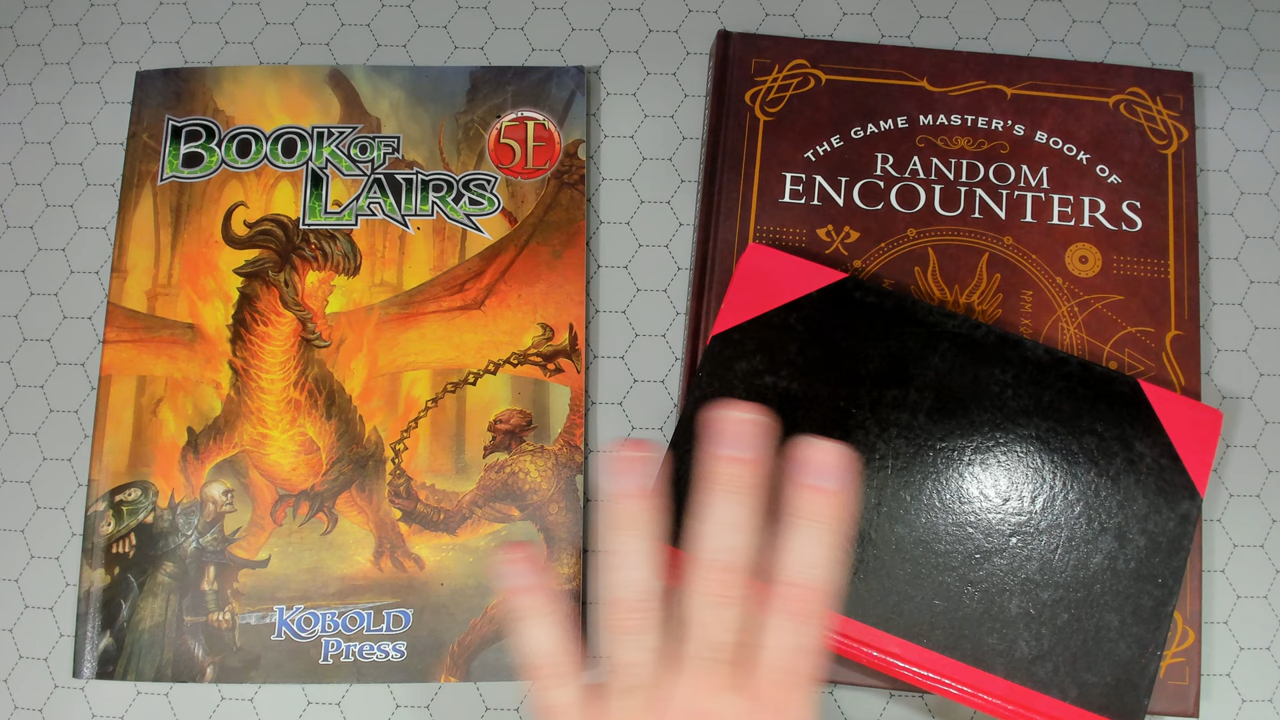 BOOK OF
LAIRS
5E
KOBOLD
Press
THE GAME MASTER'S BOOK OF
RANDOM
ENCOUNTERS